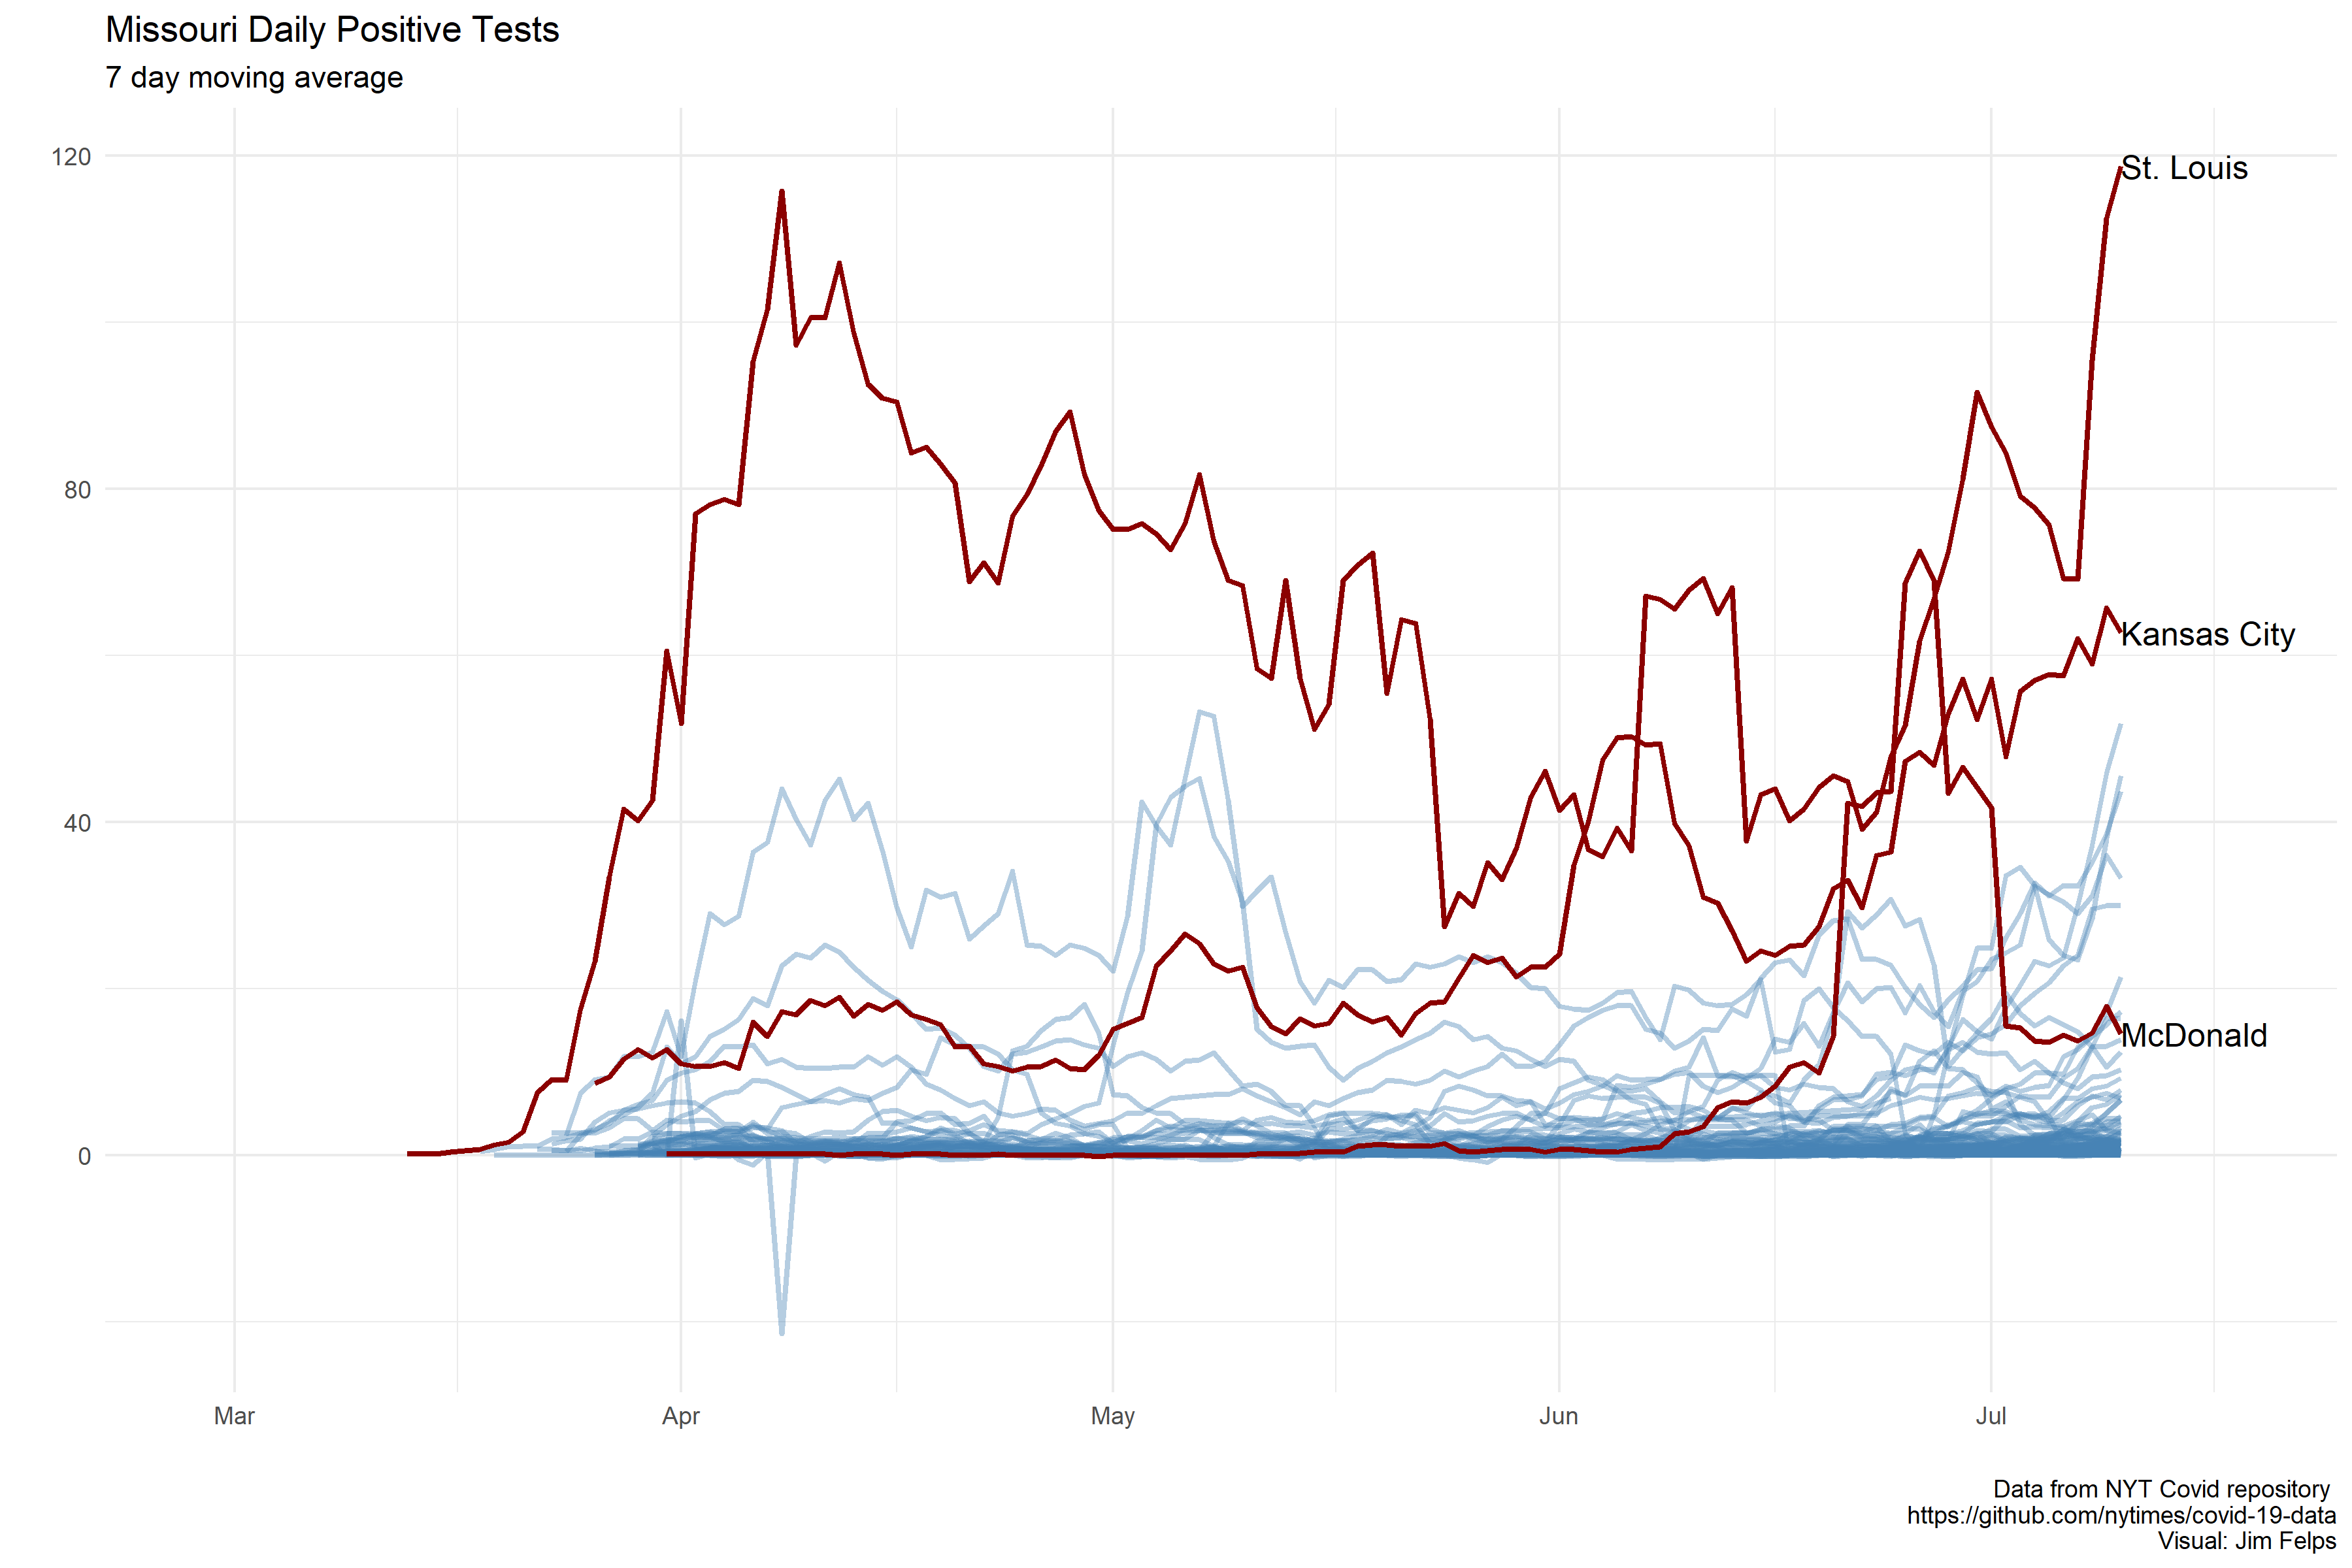 Missouri Daily Positive Tests
7 day moving average
120
80
40
0
St. Louis
Kansas City
McDonald
Mar
Apr
May
Jun
Jul
Data from NYT Covid repository
https://github.com/nytimes/covid-19-data
Visual: Jim Felps